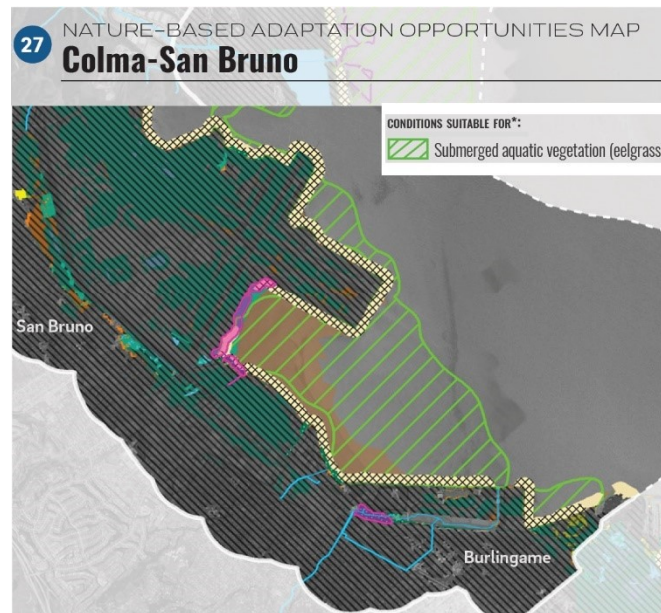 27
NATURE-BASED ADAPTATION OPPORTUNITIES MAP
Colma-San Bruno
CONDITIONS SUITABLE FOR*:
Submerged aquatic vegetation (eelgrass
San Bruno
Burlingame